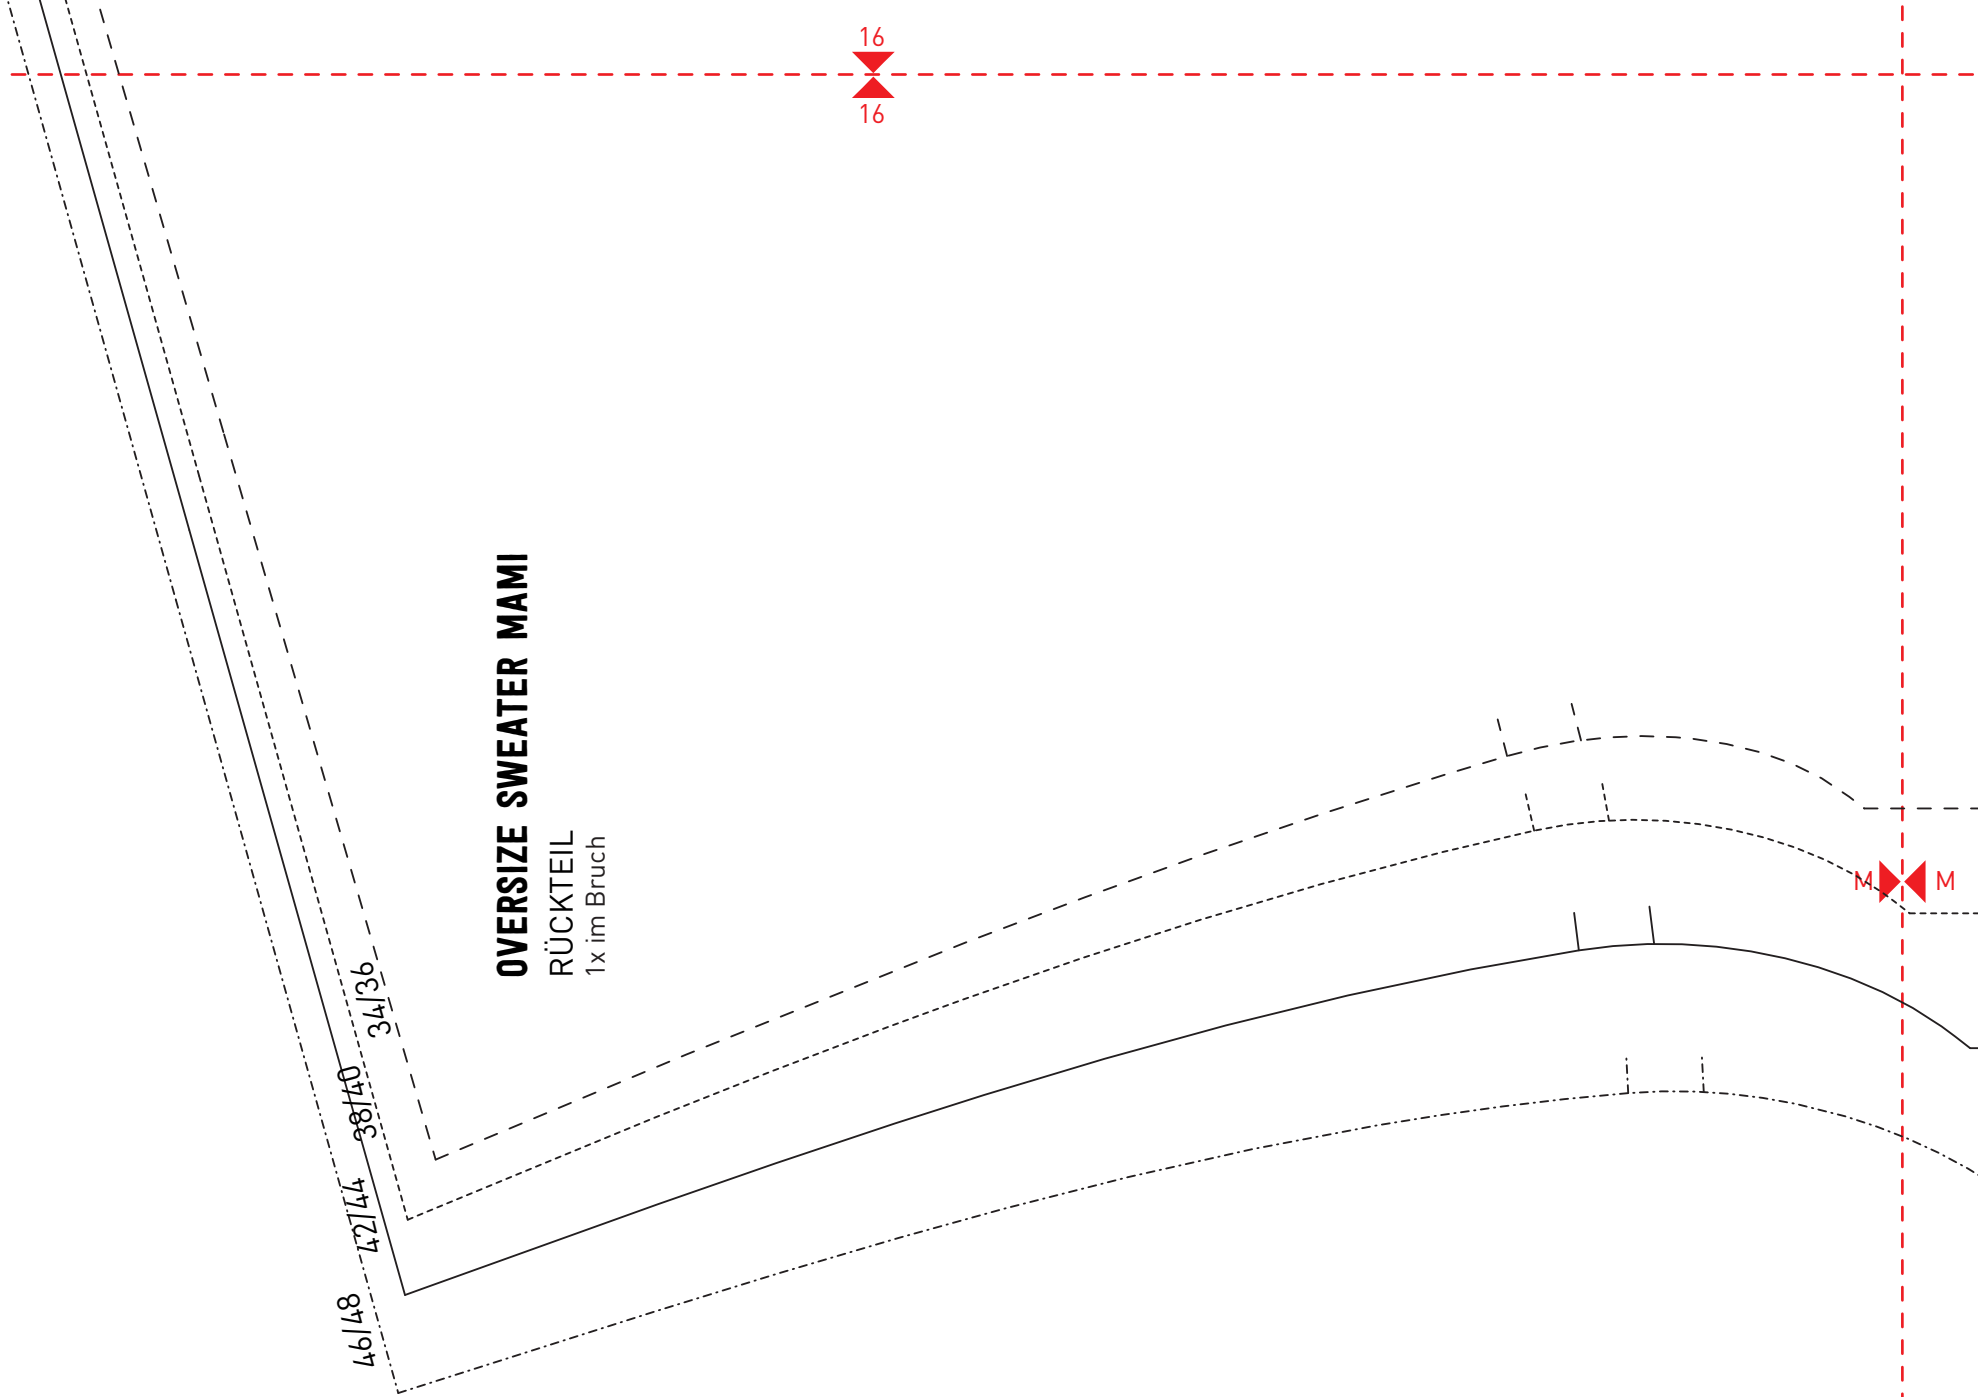 16
16
OVERSIZE SWEATER MAMI
RÜCKTEIL
1x im Bruch
M
M
34/36
38/40
42/44
46/48